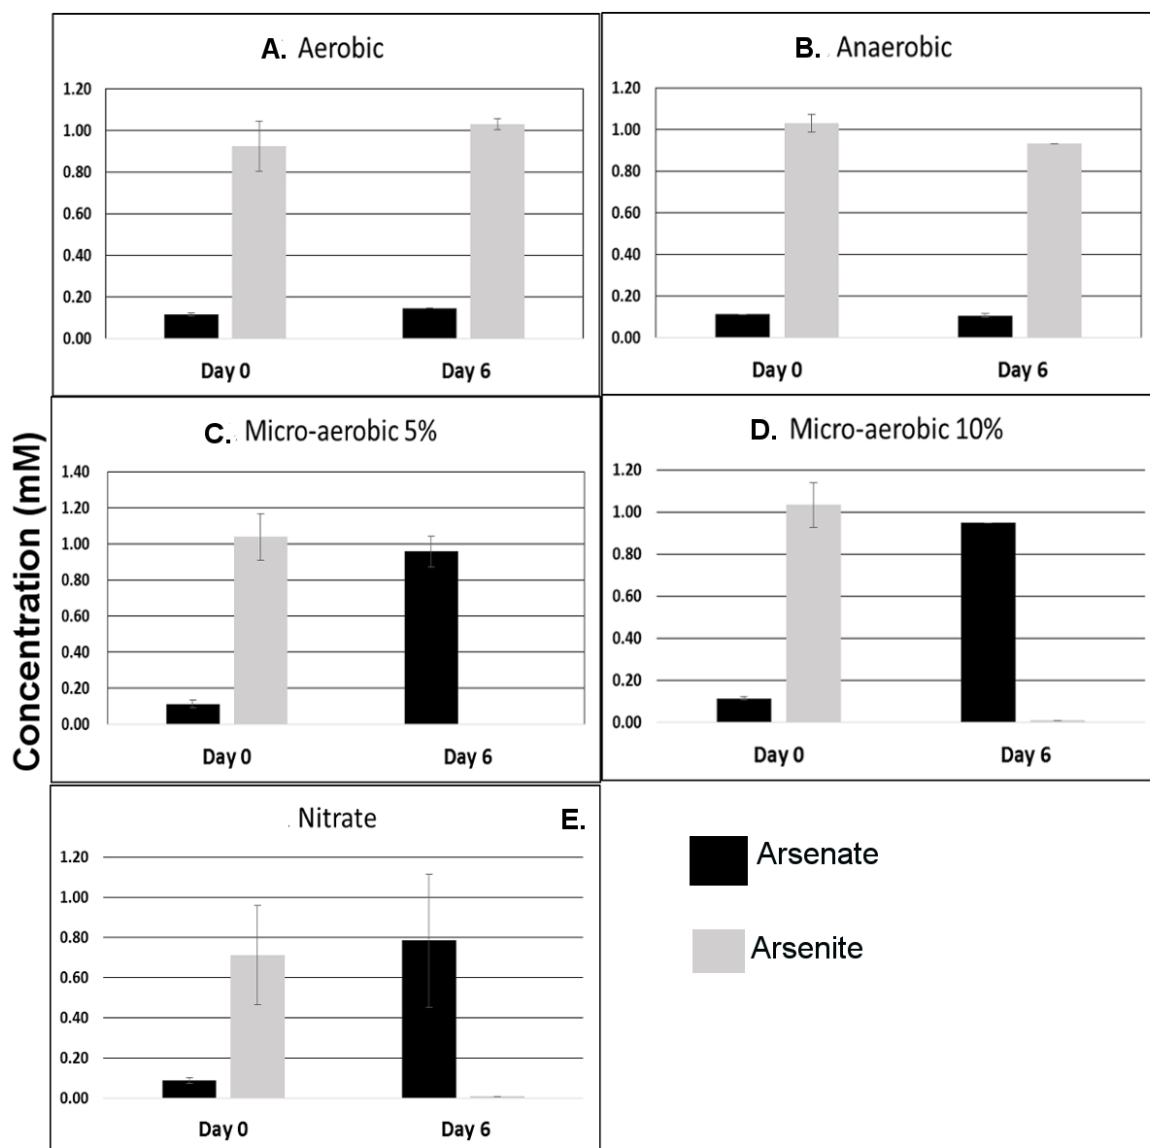 A. Aerobic
1.20
1.00
0.80
0.60
0.40
0.20
0.00
Day 0 Day 6
B. Anaerobic
1.20
1.00
0.80
0.60
0.40
0.20
0.00
Day 0 Day 6
Concentration (mM)
C. Micro-aerobic 5%
1.40
1.20
1.00
0.80
0.60
0.40
0.20
0.00
Day 0 Day 6
D. Micro-aerobic 10%
1.20
1.00
0.80
0.60
0.40
0.20
0.00
Day 0 Day 6
Nitrate E.
1.20
1.00
0.80
0.60
0.40
0.20
0.00
Day 0 Day 6
Arsenate
Arsenite